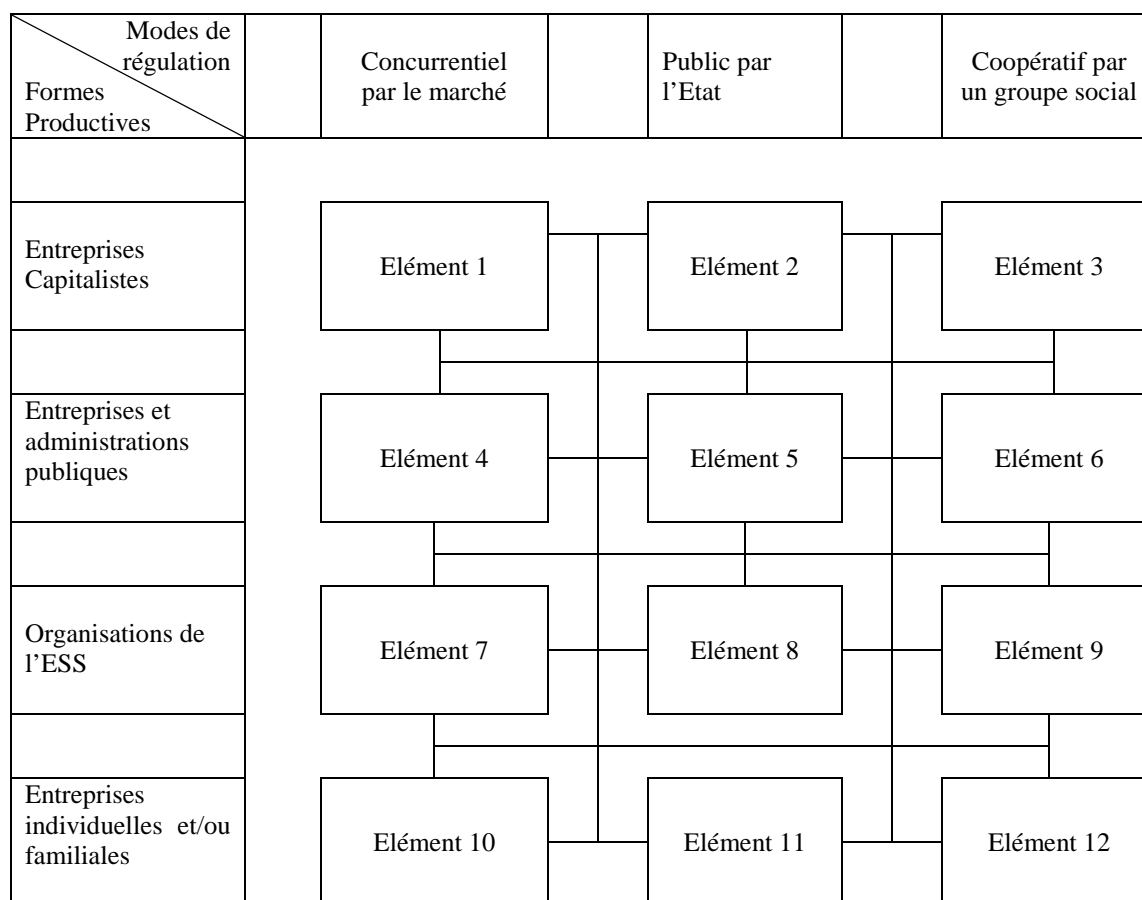 Modes de
régulation
Formes
Productives
Concurrentiel
par le marché
Public par
l’Etat
Coopératif par
un groupe social
Entreprises
Capitalistes
Elément 1
Elément 2
Elément 3
Entreprises et
administrations
publiques
Elément 4
Elément 5
Elément 6
Organisations de
l’ESS
Elément 7
Elément 8
Elément 9
Entreprises
individuelles et/ou
familiales
Elément 10
Elément 11
Elément 12